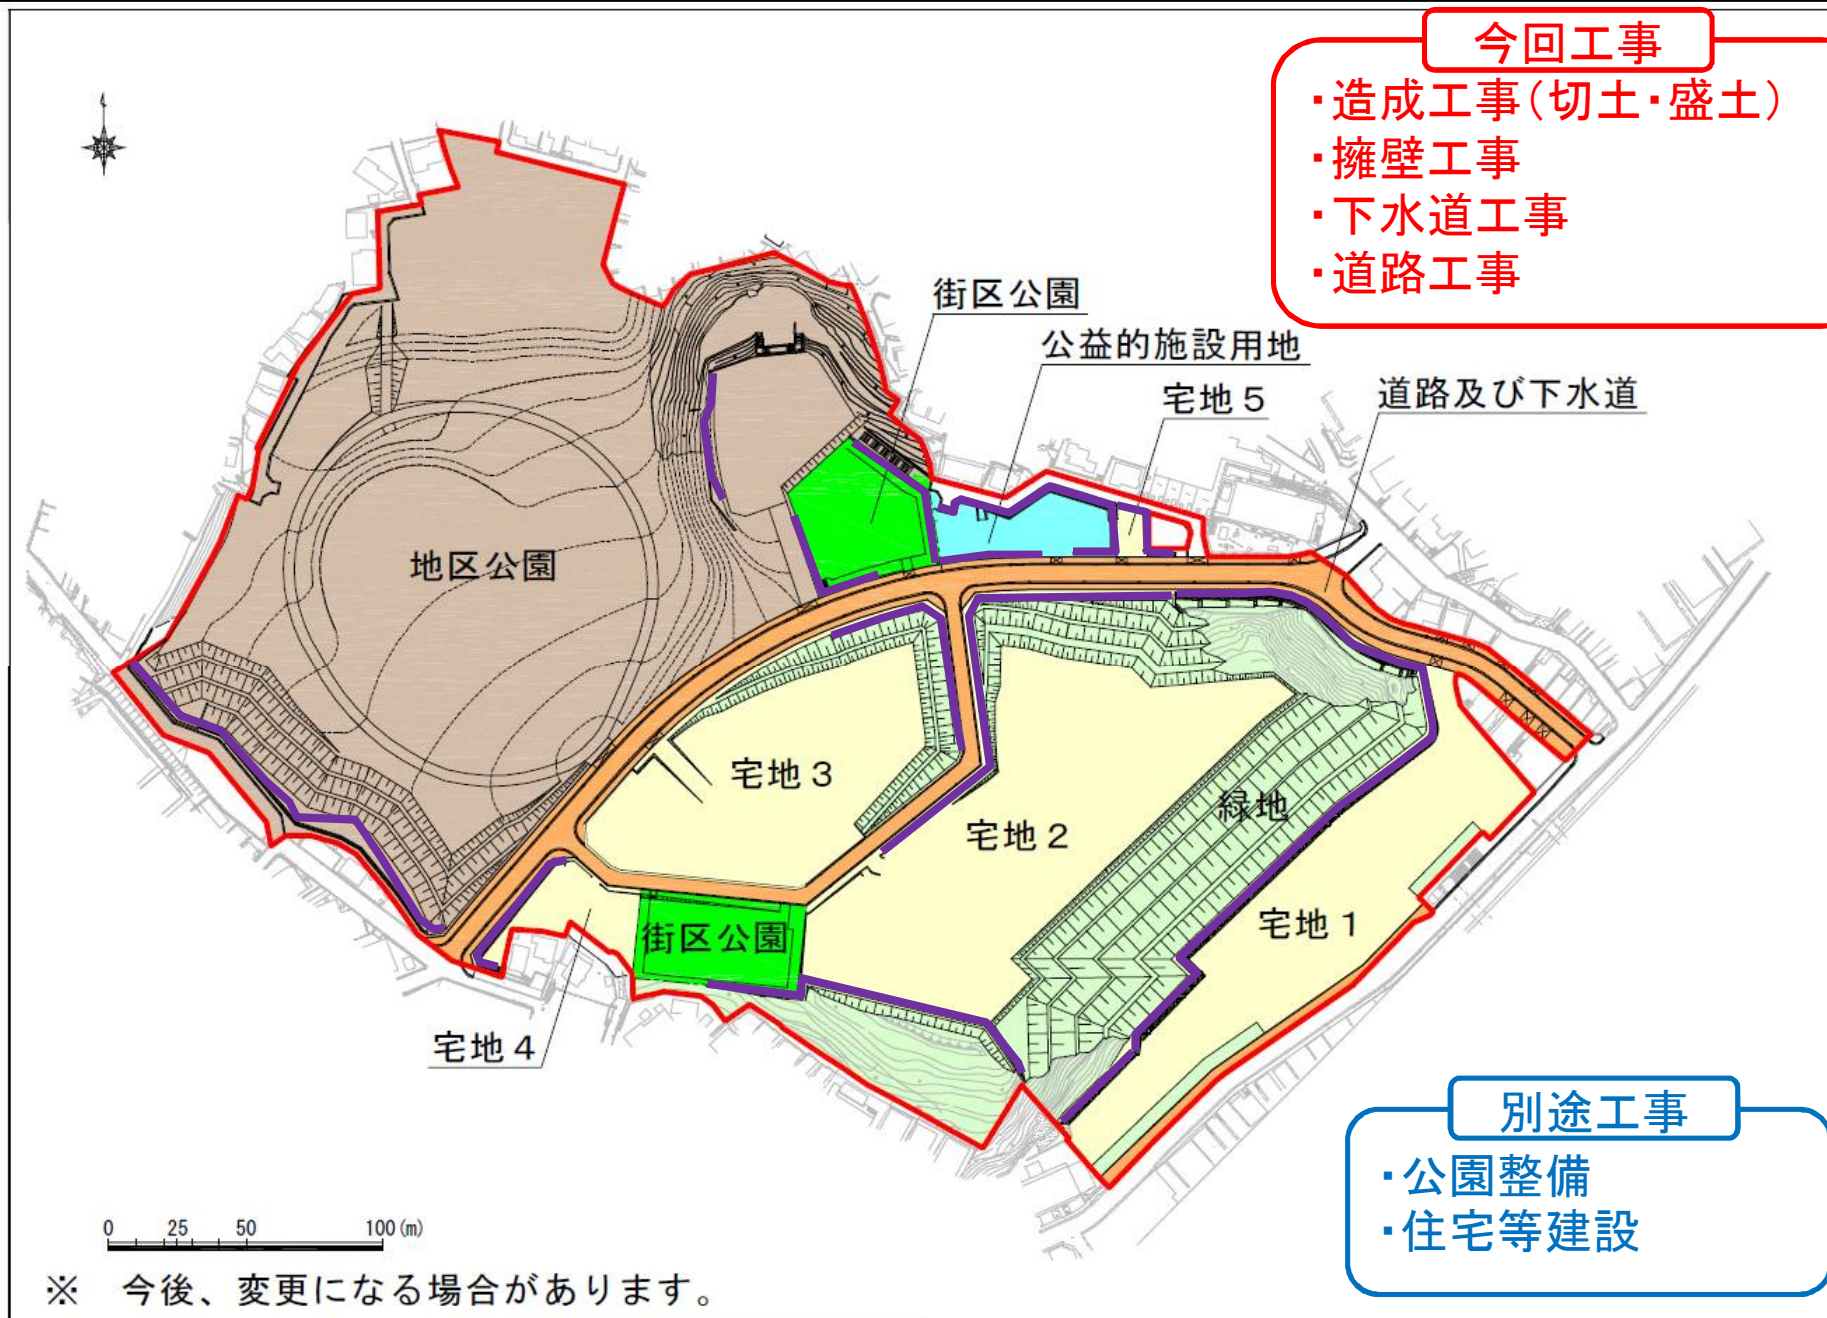 今回工事
・造成工事(切土・盛土)
・擁壁工事
・下水道工事
・道路工事
街区公園
公益的施設用地
宅地5
道路及び下水道
地区公園
宅地3
宅地2
緑地
宅地1
街区公園
宅地4
別途工事
・公園整備
・住宅等建設
0 25 50 100(m)
※ 今後、変更になる場合があります。